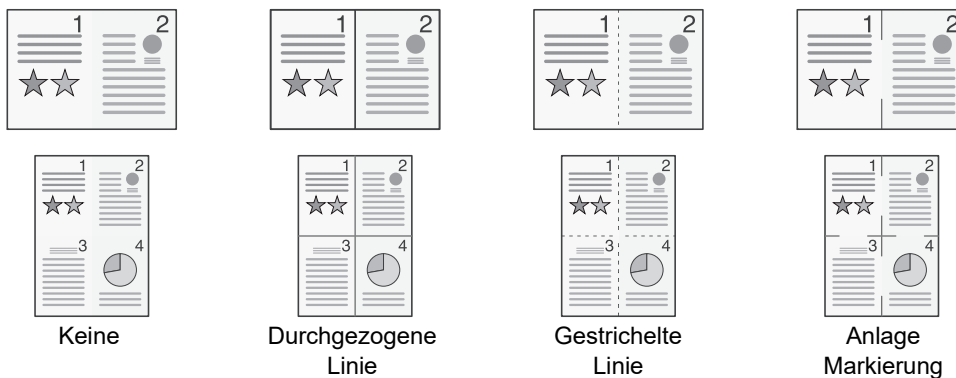 1 2 1 2 1 2 1 2
1 2 1 2 1 2 1 2
3 4 3 4 3 4 3 4
Keine Durchgezogene Gestrichelte Anlage
Linie Linie Markierung